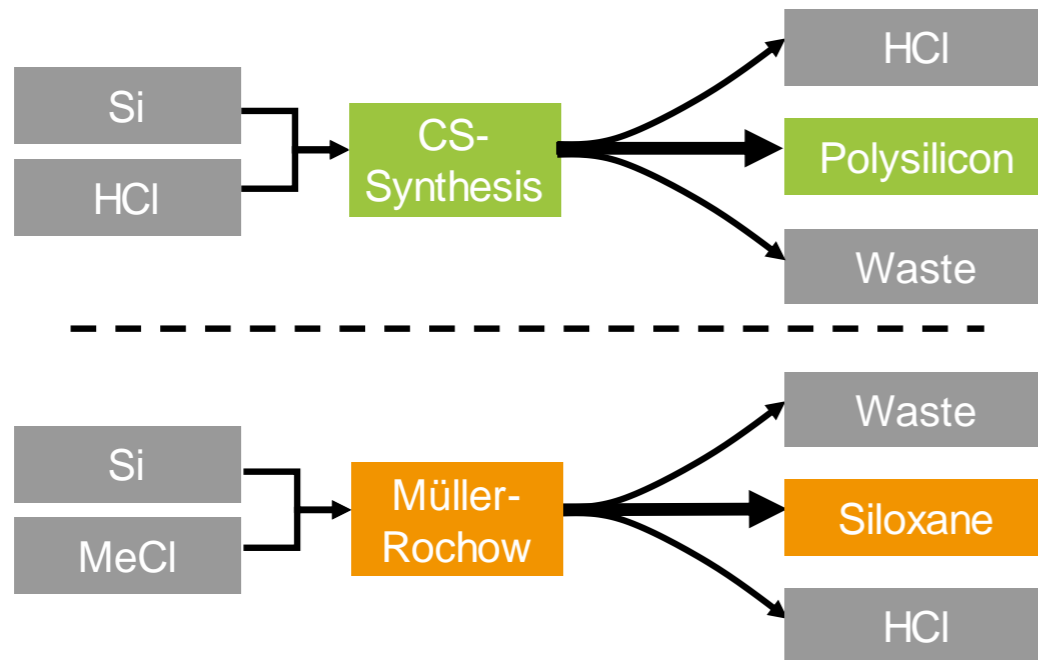 Si
HCl
CS-
Synthesis
HCl
Polysilicon
Waste
Si
MeCl
Müller-
Rochow
Waste
Siloxane
HCl